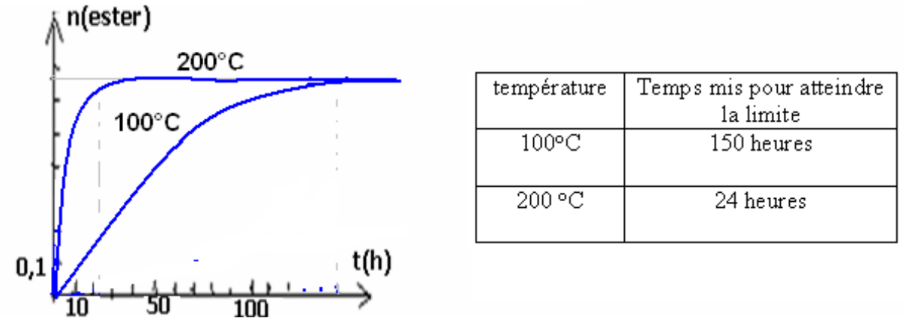 n(ester)
200°C
100°C
0,1
t(h)
10
50
100
température
Temps mis pour atteindre
la limite
100°C
150 heures
200 °C
24 heures